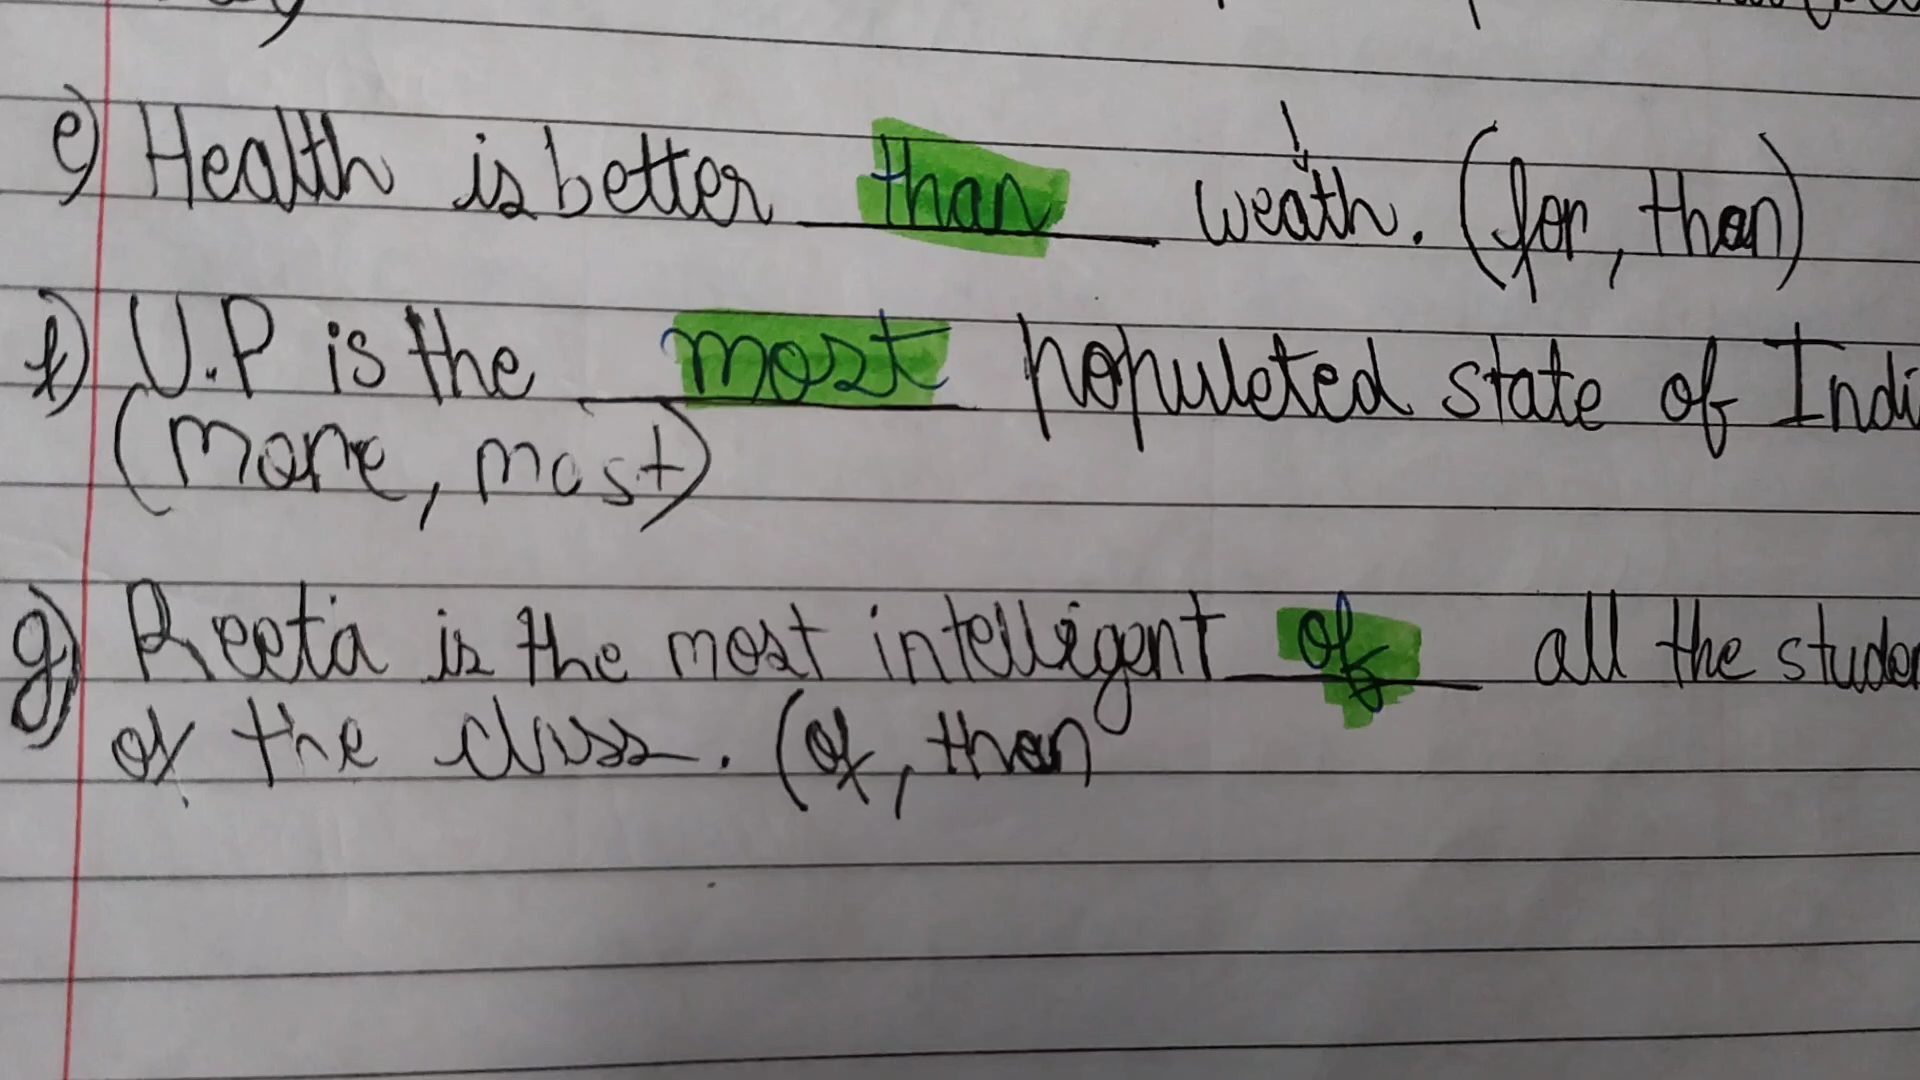 e) Health is better than weath. (for, than)
l
f) U.P is the most populeted state of Indi
(more, most)
g) Reeta is the most intelligent of all the studen
of the class. (of, than